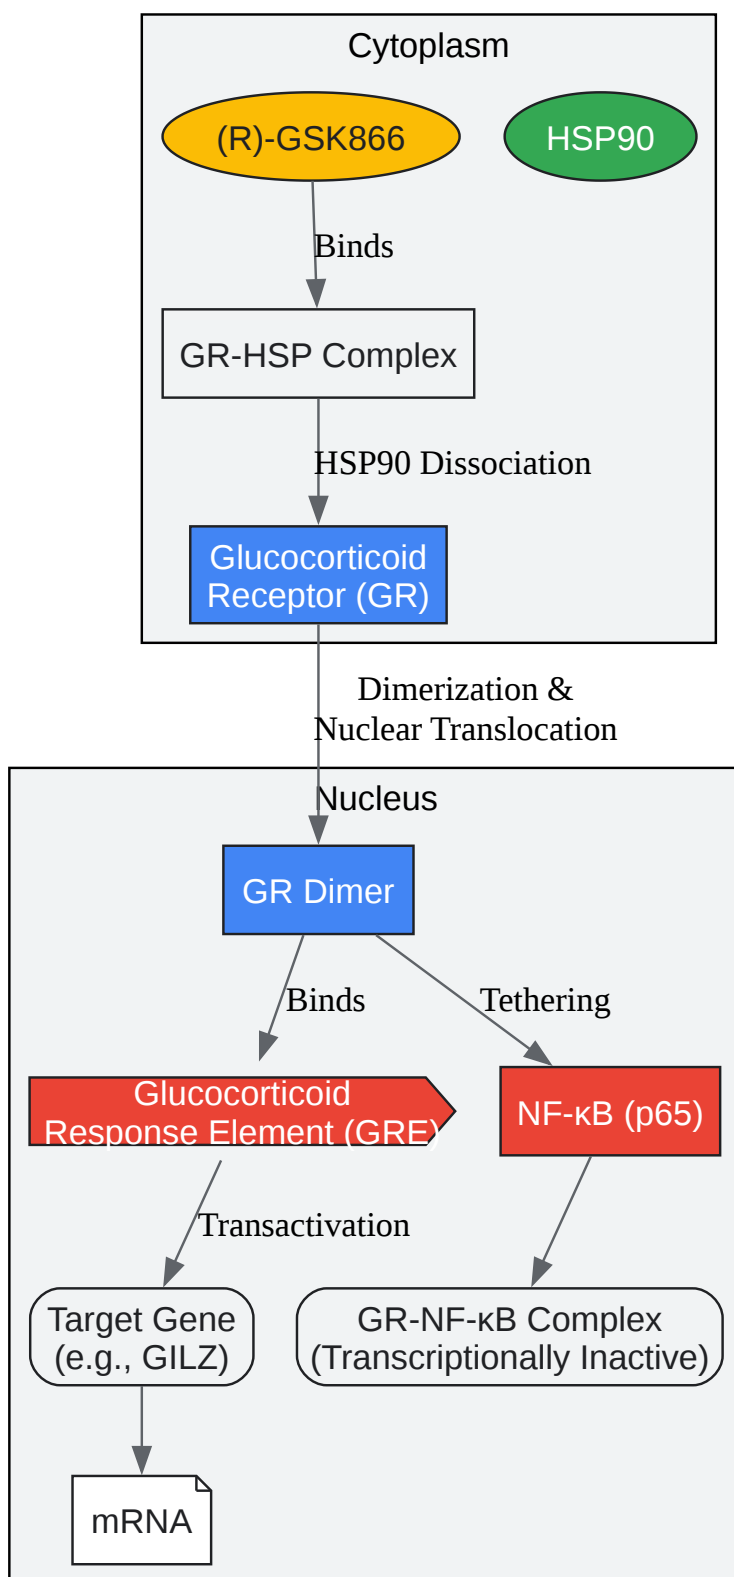 Cytoplasm
(R)-GSK866
HSP90
Binds
GR-HSP Complex
HSP90 Dissociation
Glucocorticoid
Receptor (GR)
Dimerization &
Nuclear Translocation
Nucleus
GR Dimer
Binds
Tethering
Glucocorticoid
Response Element (GRE)
NF-κB (p65)
Transactivation
Target Gene
(e.g., GILZ)
GR-NF-κB Complex
(Transcriptionally Inactive)
mRNA